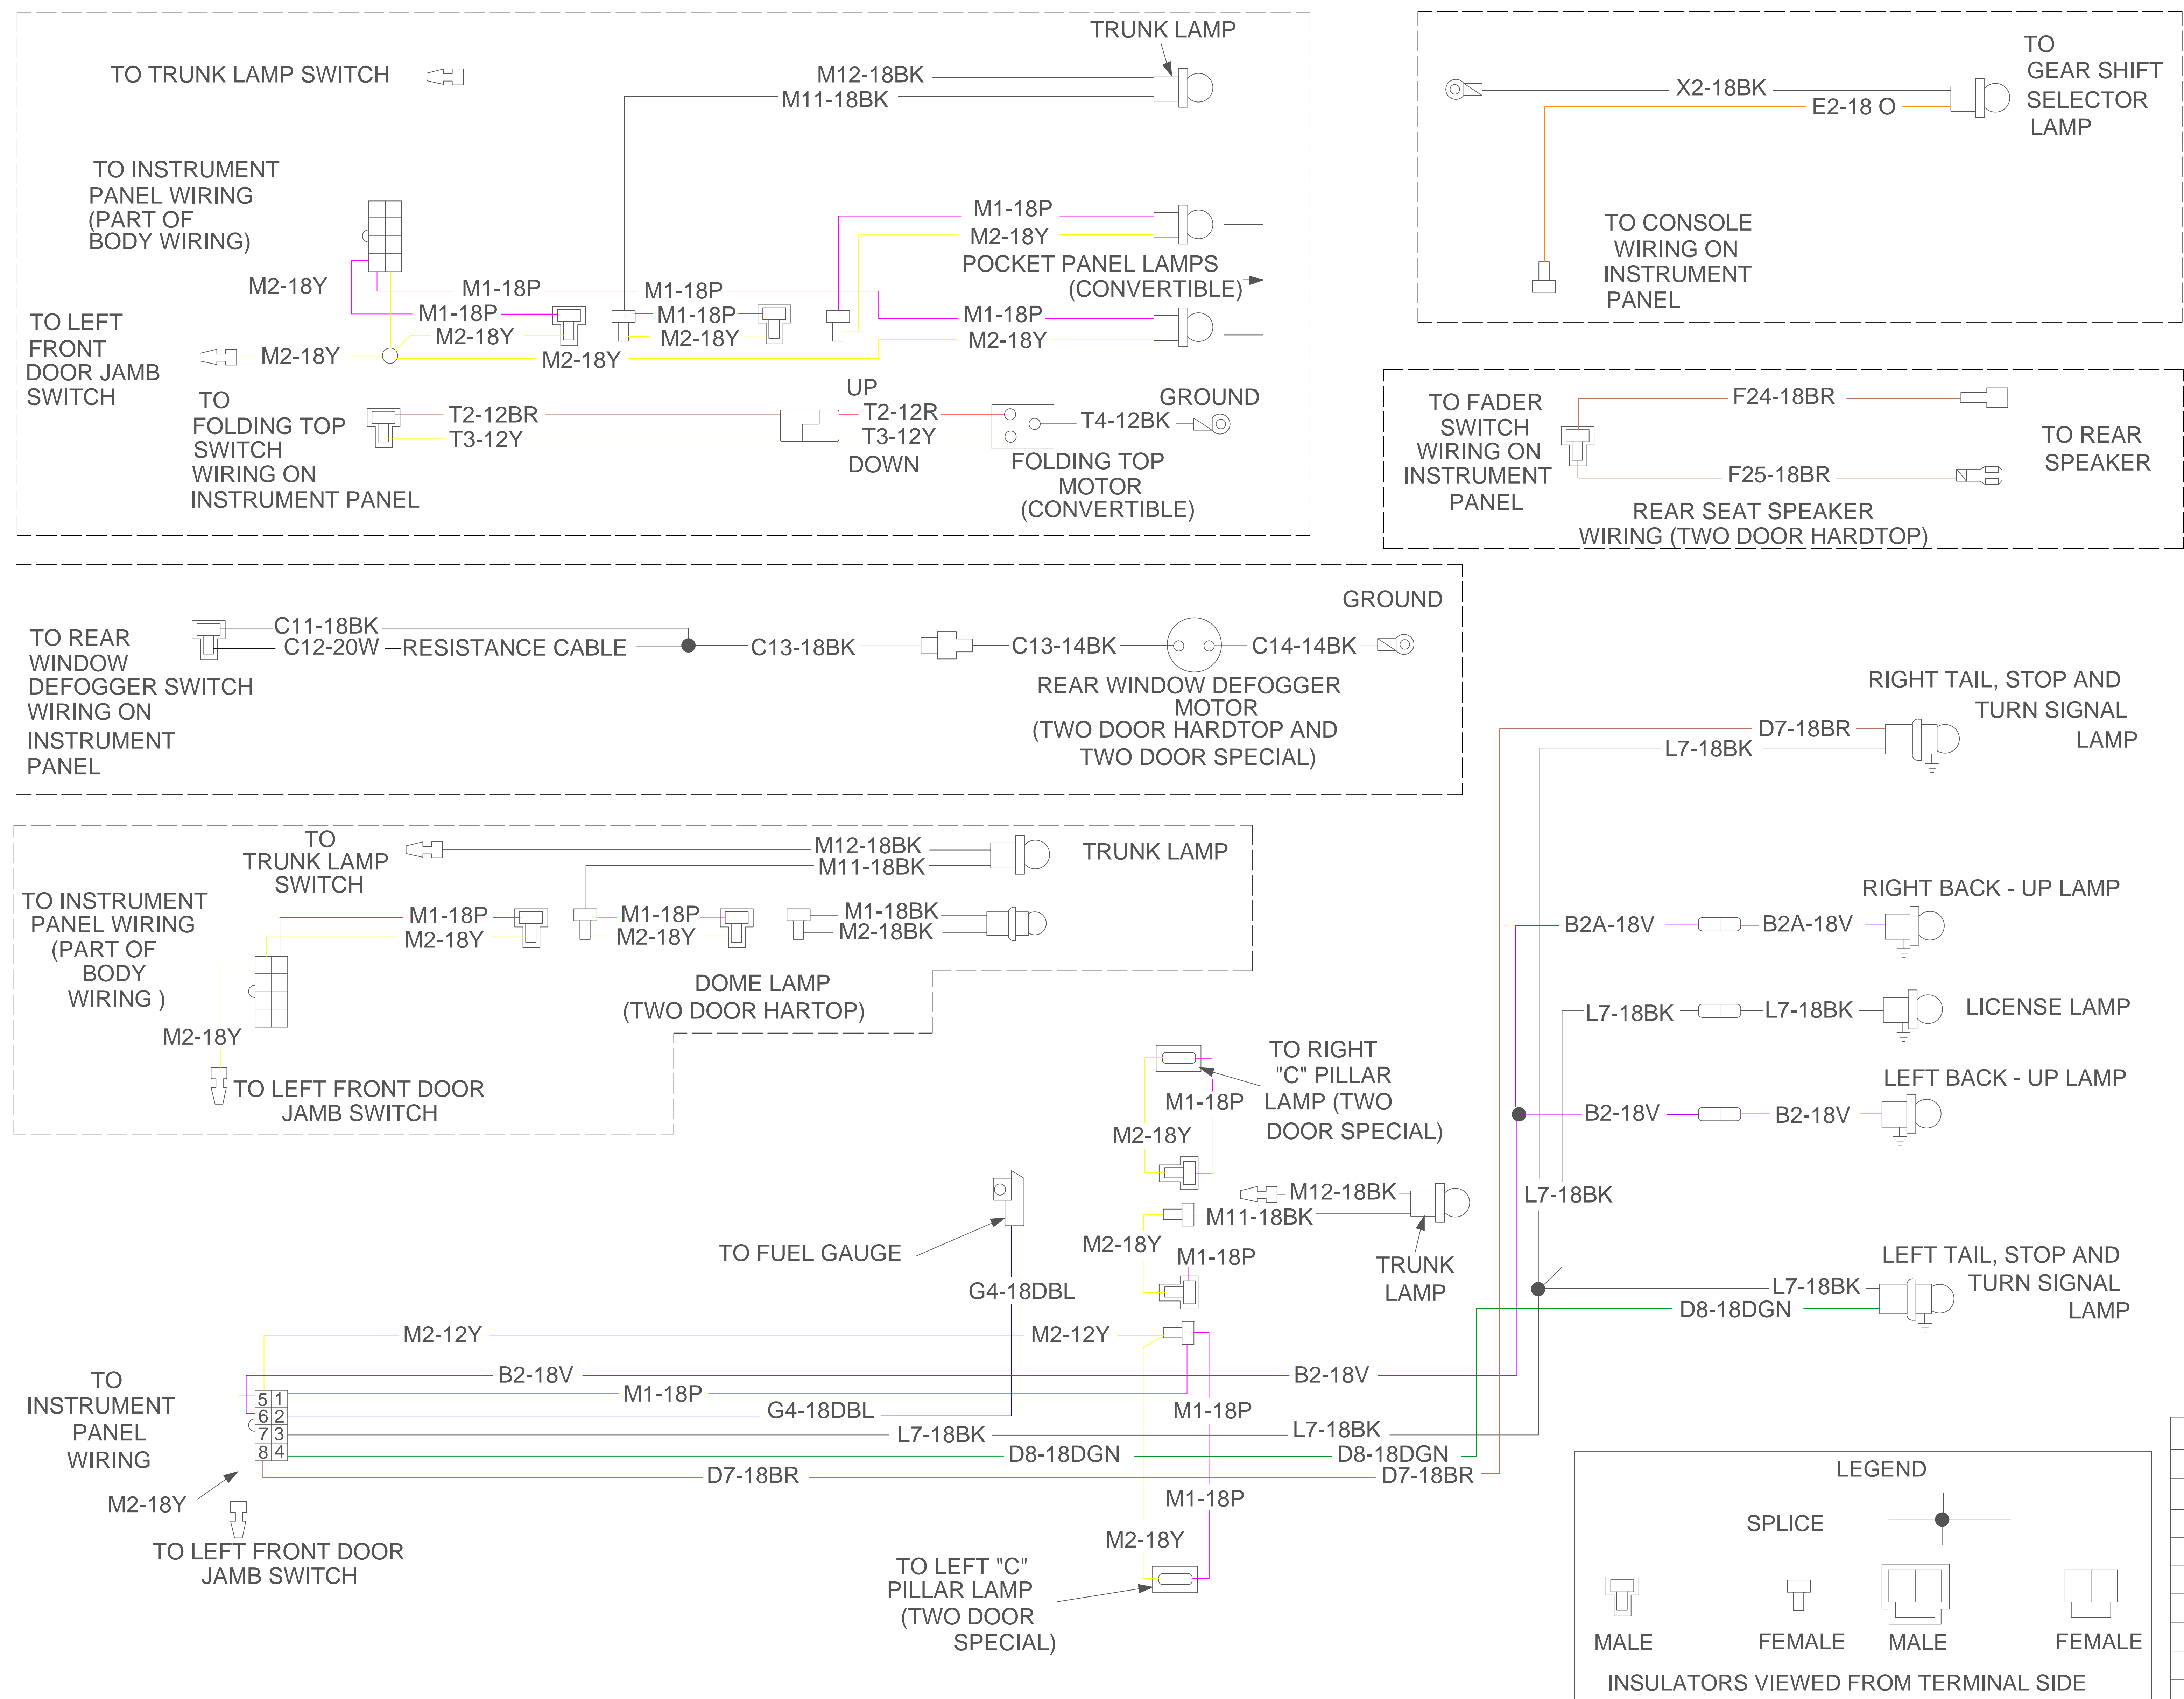 TRUNK LAMP
TO TRUNK LAMP SWITCH
M12-18BK
M11-18BK
TO INSTRUMENT
PANEL WIRING
(PART OF
BODY WIRING)
M1-18P
M2-18Y
POCKET PANEL LAMPS
(CONVERTIBLE)
M2-18Y
M1-18P
M1-18P
M1-18P
M1-18P
M1-18P
M2-18Y
M2-18Y
M2-18Y
TO LEFT
FRONT
DOOR JAMB
SWITCH
M2-18Y
M2-18Y
TO
FOLDING TOP
SWITCH
WIRING ON
INSTRUMENT PANEL
T2-12BR
T3-12Y
UP
T2-12R
T3-12Y
DOWN
T4-12BK
GROUND
FOLDING TOP
MOTOR
(CONVERTIBLE)
TO
GEAR SHIFT
SELECTOR
LAMP
X2-18BK
E2-18 O
TO CONSOLE
WIRING ON
INSTRUMENT
PANEL
TO FADER
SWITCH
WIRING ON
INSTRUMENT
PANEL
F24-18BR
F25-18BR
TO REAR
SPEAKER
REAR SEAT SPEAKER
WIRING (TWO DOOR HARDTOP)
TO REAR
WINDOW
DEFOGGER SWITCH
WIRING ON
INSTRUMENT
PANEL
C11-18BK
C12-20W
RESISTANCE CABLE
C13-18BK
C13-14BK
C14-14BK
GROUND
REAR WINDOW DEFOGGER
MOTOR
(TWO DOOR HARDTOP AND
TWO DOOR SPECIAL)
TO
TRUNK LAMP
SWITCH
M12-18BK
M11-18BK
TRUNK LAMP
TO INSTRUMENT
PANEL WIRING
(PART OF
BODY
WIRING )
M1-18P
M2-18Y
M1-18P
M2-18Y
M1-18BK
M2-18BK
DOME LAMP
(TWO DOOR HARTOP)
M2-18Y
TO LEFT FRONT DOOR
JAMB SWITCH
RIGHT TAIL, STOP AND
TURN SIGNAL
LAMP
D7-18BR
L7-18BK
RIGHT BACK - UP LAMP
B2A-18V
B2A-18V
L7-18BK
L7-18BK
LICENSE LAMP
LEFT BACK - UP LAMP
B2-18V
B2-18V
L7-18BK
LEFT TAIL, STOP AND
TURN SIGNAL
LAMP
L7-18BK
D8-18DGN
TO RIGHT
"C" PILLAR
LAMP (TWO
DOOR SPECIAL)
M1-18P
M2-18Y
M12-18BK
M11-18BK
M2-18Y
M1-18P
TRUNK
LAMP
TO FUEL GAUGE
G4-18DBL
M2-12Y
M2-12Y
B2-18V
B2-18V
M1-18P
G4-18DBL
M1-18P
L7-18BK
L7-18BK
D8-18DGN
D8-18DGN
D7-18BR
D7-18BR
TO
INSTRUMENT
PANEL
WIRING
5 1
6 2
7 3
8 4
M2-18Y
TO LEFT FRONT DOOR
JAMB SWITCH
M1-18P
M2-18Y
TO LEFT "C"
PILLAR LAMP
(TWO DOOR
SPECIAL)
LEGEND
SPLICE
MALE
FEMALE
MALE
FEMALE
INSULATORS VIEWED FROM TERMINAL SIDE